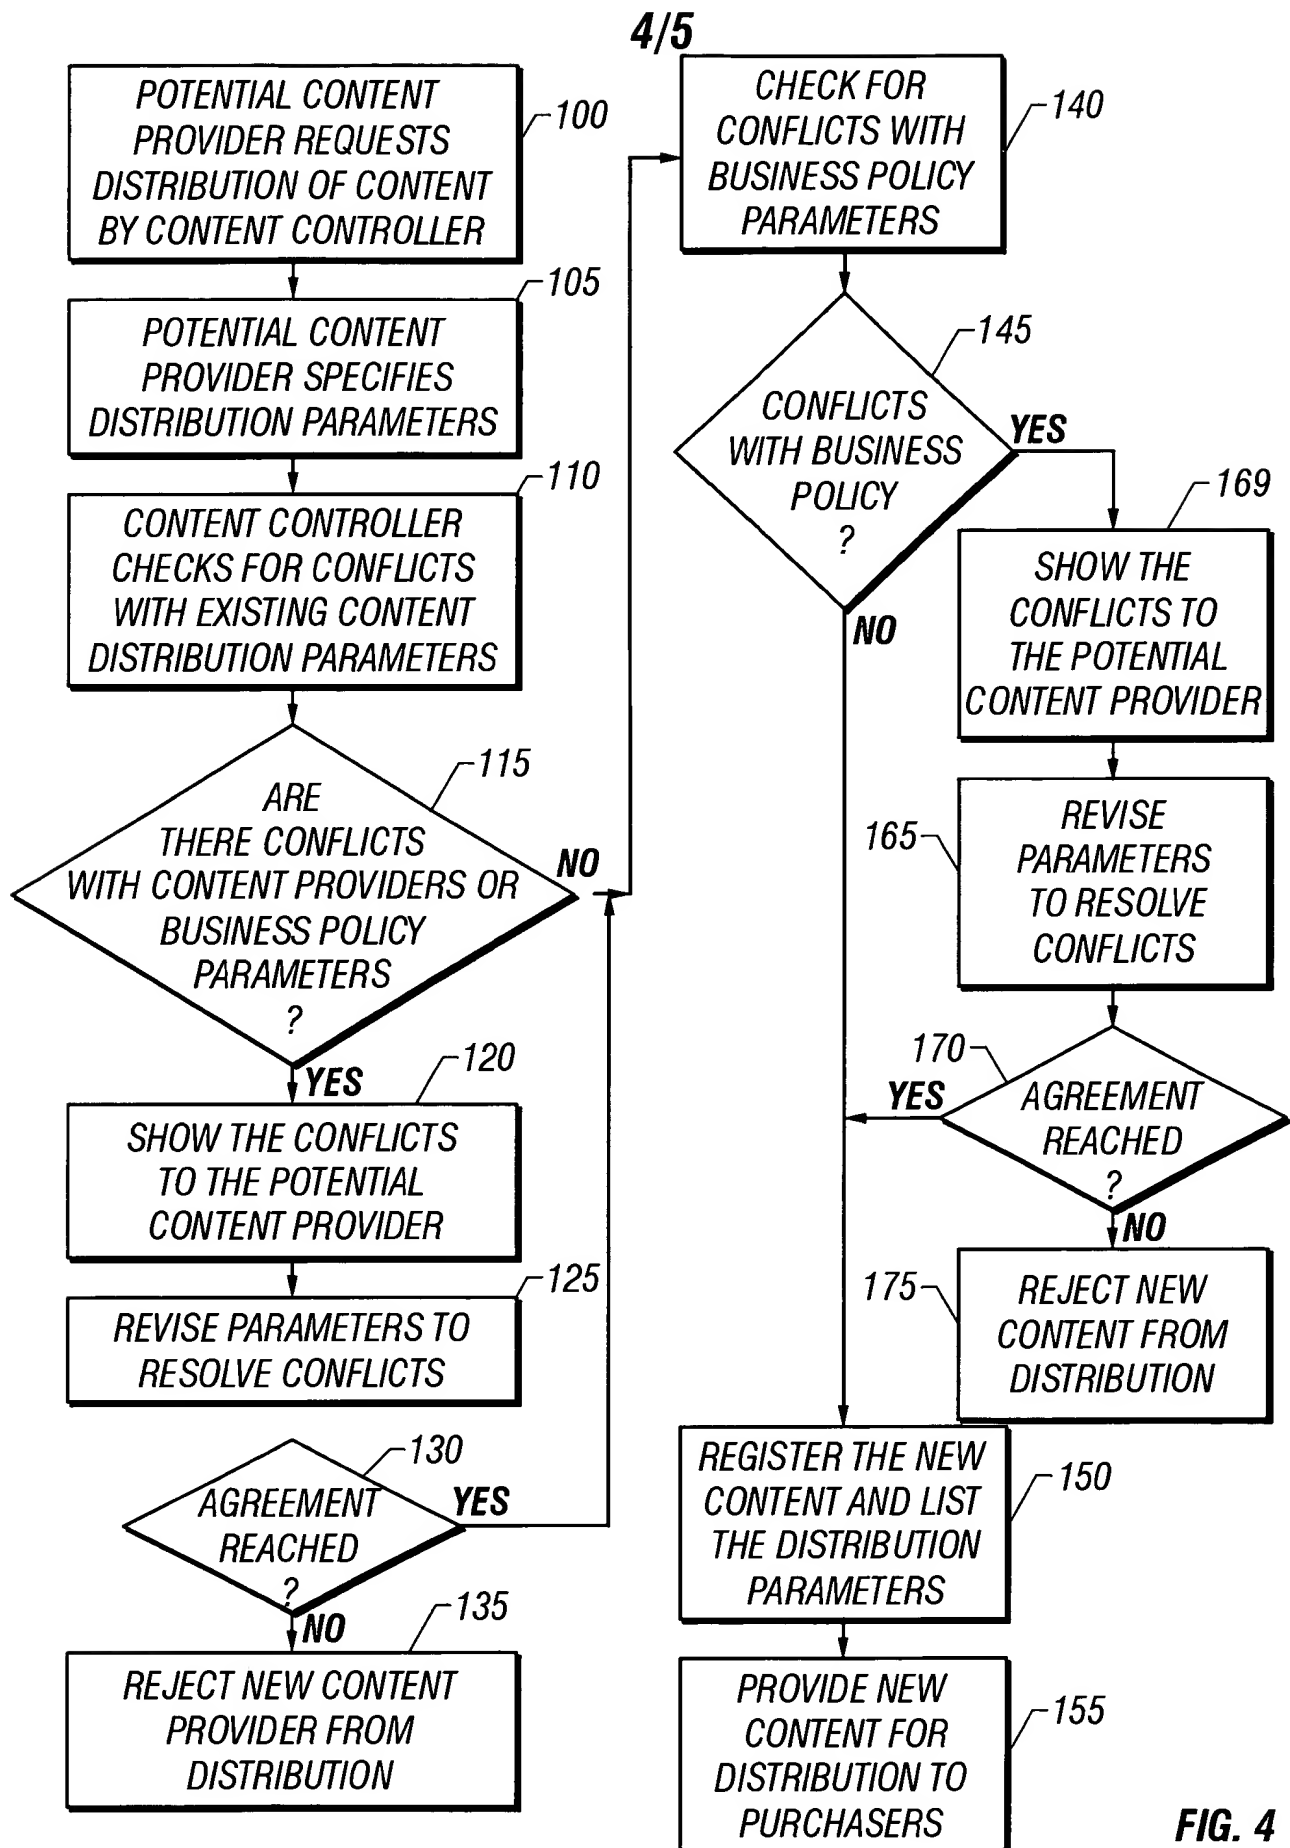 4/5
POTENTIAL CONTENT
PROVIDER REQUESTS
DISTRIBUTION OF CONTENT
BY CONTENT CONTROLLER
100
105
POTENTIAL CONTENT
PROVIDER SPECIFIES
DISTRIBUTION PARAMETERS
110
CONTENT CONTROLLER
CHECKS FOR CONFLICTS
WITH EXISTING CONTENT
DISTRIBUTION PARAMETERS
115
ARE
THERE CONFLICTS
WITH CONTENT PROVIDERS OR
BUSINESS POLICY
PARAMETERS
?
NO
YES
120
SHOW THE CONFLICTS
TO THE POTENTIAL
CONTENT PROVIDER
125
REVISE PARAMETERS TO
RESOLVE CONFLICTS
130
AGREEMENT
REACHED
?
YES
NO
135
REJECT NEW CONTENT
PROVIDER FROM
DISTRIBUTION
CHECK FOR
CONFLICTS WITH
BUSINESS POLICY
PARAMETERS
140
145
CONFLICTS
WITH BUSINESS
POLICY
?
YES
NO
169
SHOW THE
CONFLICTS TO
THE POTENTIAL
CONTENT PROVIDER
165
REVISE
PARAMETERS
TO RESOLVE
CONFLICTS
170
AGREEMENT
REACHED
?
YES
NO
175
REJECT NEW
CONTENT FROM
DISTRIBUTION
REGISTER THE NEW
CONTENT AND LIST
THE DISTRIBUTION
PARAMETERS
150
PROVIDE NEW
CONTENT FOR
DISTRIBUTION TO
PURCHASERS
155
FIG. 4